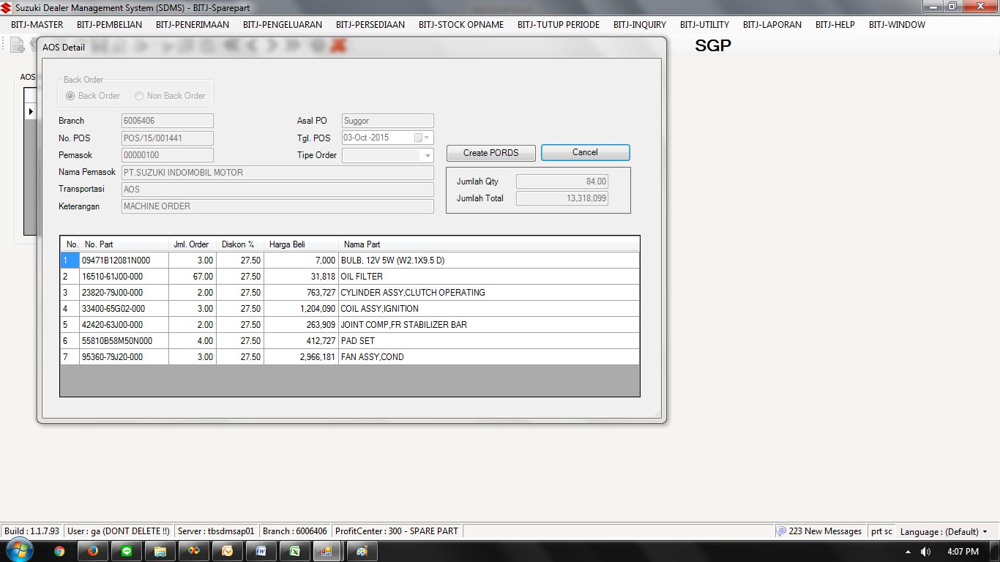 Suzuki Dealer Management System (SDMS) - BITJ-Sparepart
BITJ-MASTER BITJ-PEMBELIAN BITJ-PENERIMAAN BITJ-PENGELUARAN BITJ-PERSEDIAAN BITJ-STOCK OPNAME BITJ-TUTUP PERIODE BITJ-INQUIRY BITJ-UTILITY BITJ-LAPORAN BITJ-HELP BITJ-WINDOW
SGP
AOS Detail
AOS
Back Order
Back Order Non Back Order
Branch 6006406 Asal PO Suggor
No. POS POS/15/001441 Tgl. POS 03-Oct -2015
Pemasok 00000100 Tipe Order Create PORDS Cancel
Nama Pemasok PT.SUZUKI INDOMOBIL MOTOR
Jumlah Qty 84.00
Transportasi AOS
Jumlah Total 13,318,099
Keterangan MACHINE ORDER
No. No. Part Jml. Order Diskon % Harga Beli Nama Part
1 09471B12081N000 3.00 27.50 7,000 BULB, 12V 5W (W2.1X9.5 D)
2 16510-61J00-000 67.00 27.50 31,818 OIL FILTER
3 23820-79J00-000 2.00 27.50 763,727 CYLINDER ASSY,CLUTCH OPERATING
4 33400-65G02-000 3.00 27.50 1,204,090 COIL ASSY,IGNITION
5 42420-63J00-000 2.00 27.50 263,909 JOINT COMP,FR STABILIZER BAR
6 55810B58M50N000 4.00 27.50 412,727 PAD SET
7 95360-79J20-000 3.00 27.50 2,966,181 FAN ASSY,COND
Build : 1.1.7.93 User : ga (DONT DELETE !!) Server : tbsdmsap01 Branch : 6006406 ProfitCenter : 300 - SPARE PART 223 New Messages prt sc Language : (Default)
4:07 PM